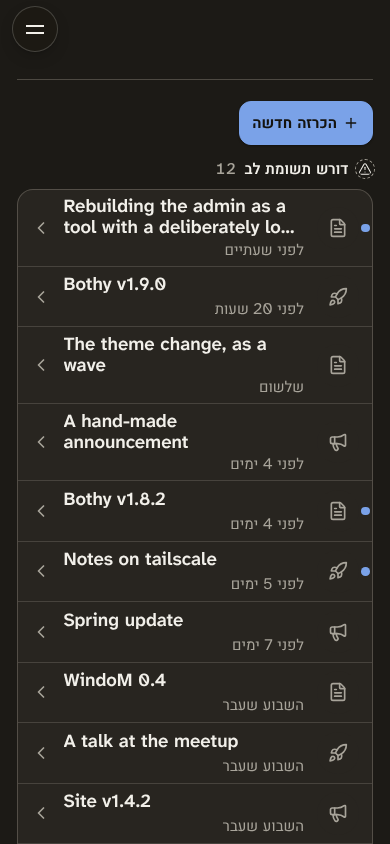 הכרזה חדשה
דורש תשומת לב 12
Rebuilding the admin as a
tool with a deliberately lo...
לפני שעתיים
Bothy v1.9.0
לפני 20 שעות
The theme change, as a
wave
שלשום
A hand-made
announcement
לפני 4 ימים
Bothy v1.8.2
לפני 4 ימים
Notes on tailscale
לפני 5 ימים
Spring update
לפני 7 ימים
WindoM 0.4
השבוע שעבר
A talk at the meetup
השבוע שעבר
Site v1.4.2
השבוע שעבר